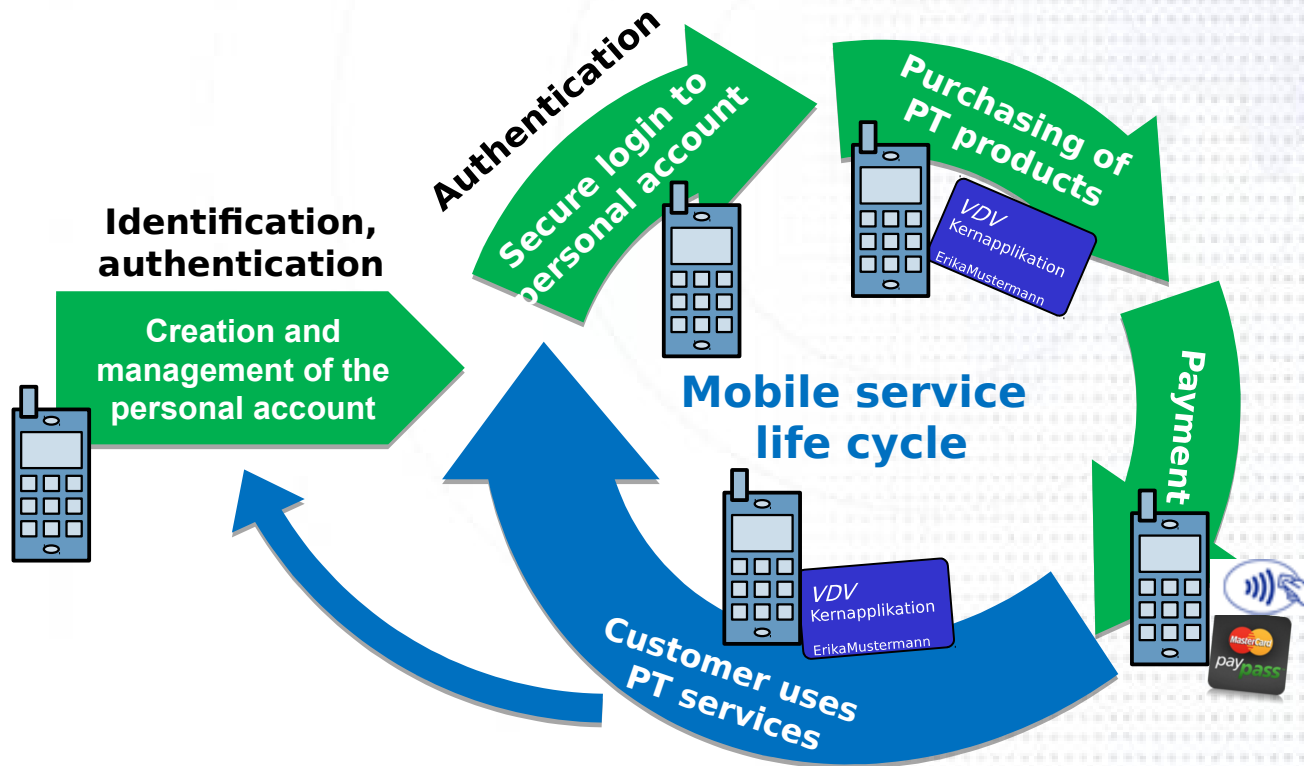 Authentication
Secure login to
personal account
Purchasing of
PT products
VDV
Kernapplikation
ErikaMustermann
Identification,
authentication
Creation and
management of the
personal account
Mobile service
life cycle
Payment
MasterCard
paypass
VDV
Kernapplikation
ErikaMustermann
Customer uses
PT services